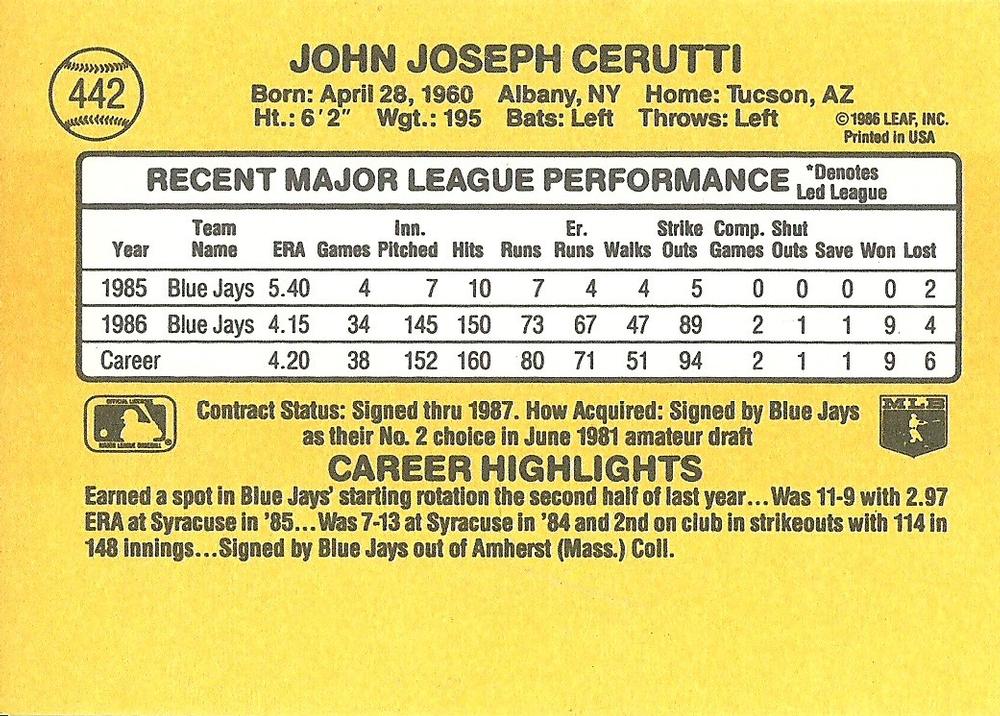 442
JOHN JOSEPH CERUTTI
Born: April 28, 1960 Albany, NY Home: Tucson, AZ
Ht.: 6'2" Wgt.: 195 Bats: Left Throws: Left
©1986 LEAF, INC.
Printed in USA
RECENT MAJOR LEAGUE PERFORMANCE
*Denotes
Led League
Year Team Name ERA Games Inn. Pitched Hits Runs Er. Runs Walks Strike Outs Comp. Games Shut Outs Save Won Lost
1985 Blue Jays 5.40 4 7 10 7 4 4 5 0 0 0 0 2
1986 Blue Jays 4.15 34 145 150 73 67 47 89 2 1 1 9 4
Career 4.20 38 152 160 80 71 51 94 2 1 1 9 6
OFFICIAL LICENSEE
MAJOR LEAGUE BASEBALL
Contract Status: Signed thru 1987. How Acquired: Signed by Blue Jays
as their No. 2 choice in June 1981 amateur draft
MLB
CAREER HIGHLIGHTS
Earned a spot in Blue Jays' starting rotation the second half of last year...Was 11-9 with 2.97
ERA at Syracuse in '85...Was 7-13 at Syracuse in '84 and 2nd on club in strikeouts with 114 in
148 innings...Signed by Blue Jays out of Amherst (Mass.) Coll.